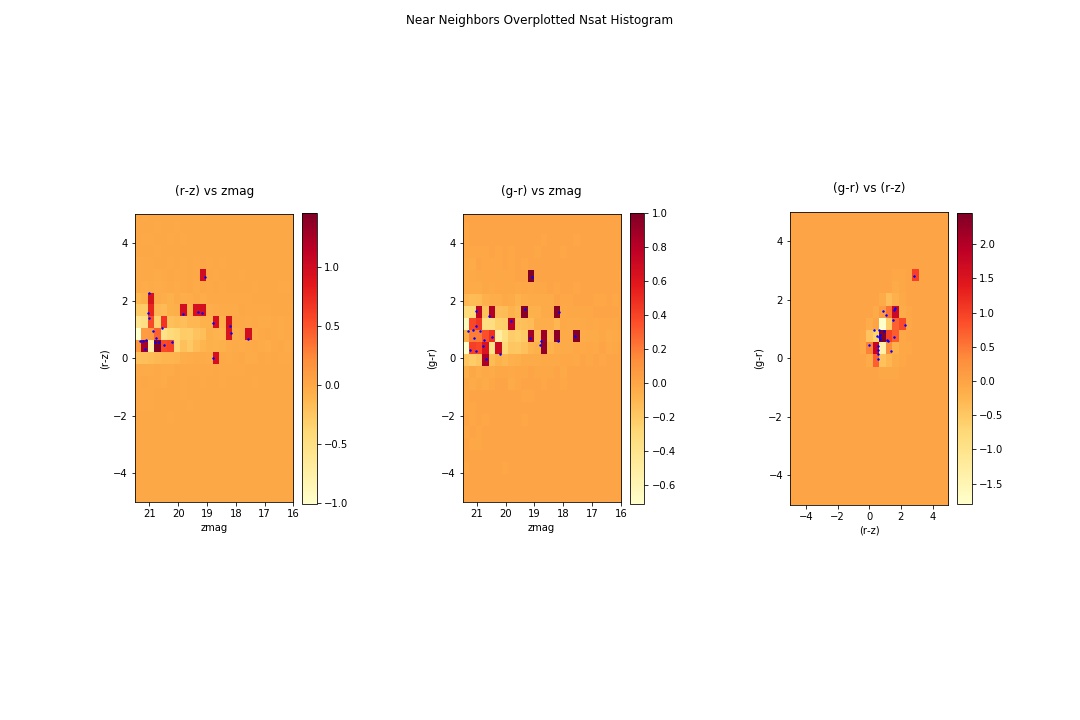 Near Neighbors Overplotted Nsat Histogram
(r-z) vs zmag
4
2
0
−2
−4
(r-z)
21 20 19 18 17 16
zmag
1.0
0.5
0.0
−0.5
−1.0
(g-r) vs zmag
4
2
0
−2
−4
(g-r)
21 20 19 18 17 16
zmag
1.0
0.8
0.6
0.4
0.2
0.0
−0.2
−0.4
−0.6
(g-r) vs (r-z)
4
2
0
−2
−4
(g-r)
−4 −2 0 2 4
(r-z)
2.0
1.5
1.0
0.5
0.0
−0.5
−1.0
−1.5